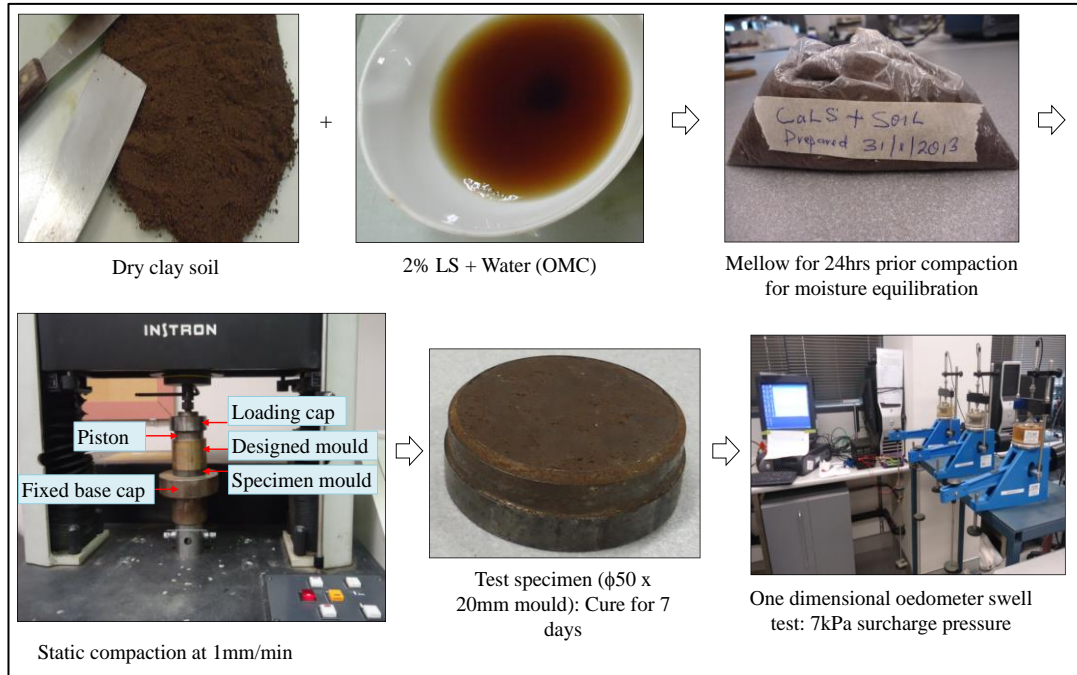 +
CaLS + SOIL
Prepared 31/8/2013
Dry clay soil
2% LS + Water (OMC)
Mellow for 24hrs prior compaction
for moisture equilibration
INSTRON
Loading cap
Piston
Designed mould
Specimen mould
Fixed base cap
Static compaction at 1mm/min
Test specimen (ϕ50 x
20mm mould): Cure for 7
days
One dimensional oedometer swell
test: 7kPa surcharge pressure